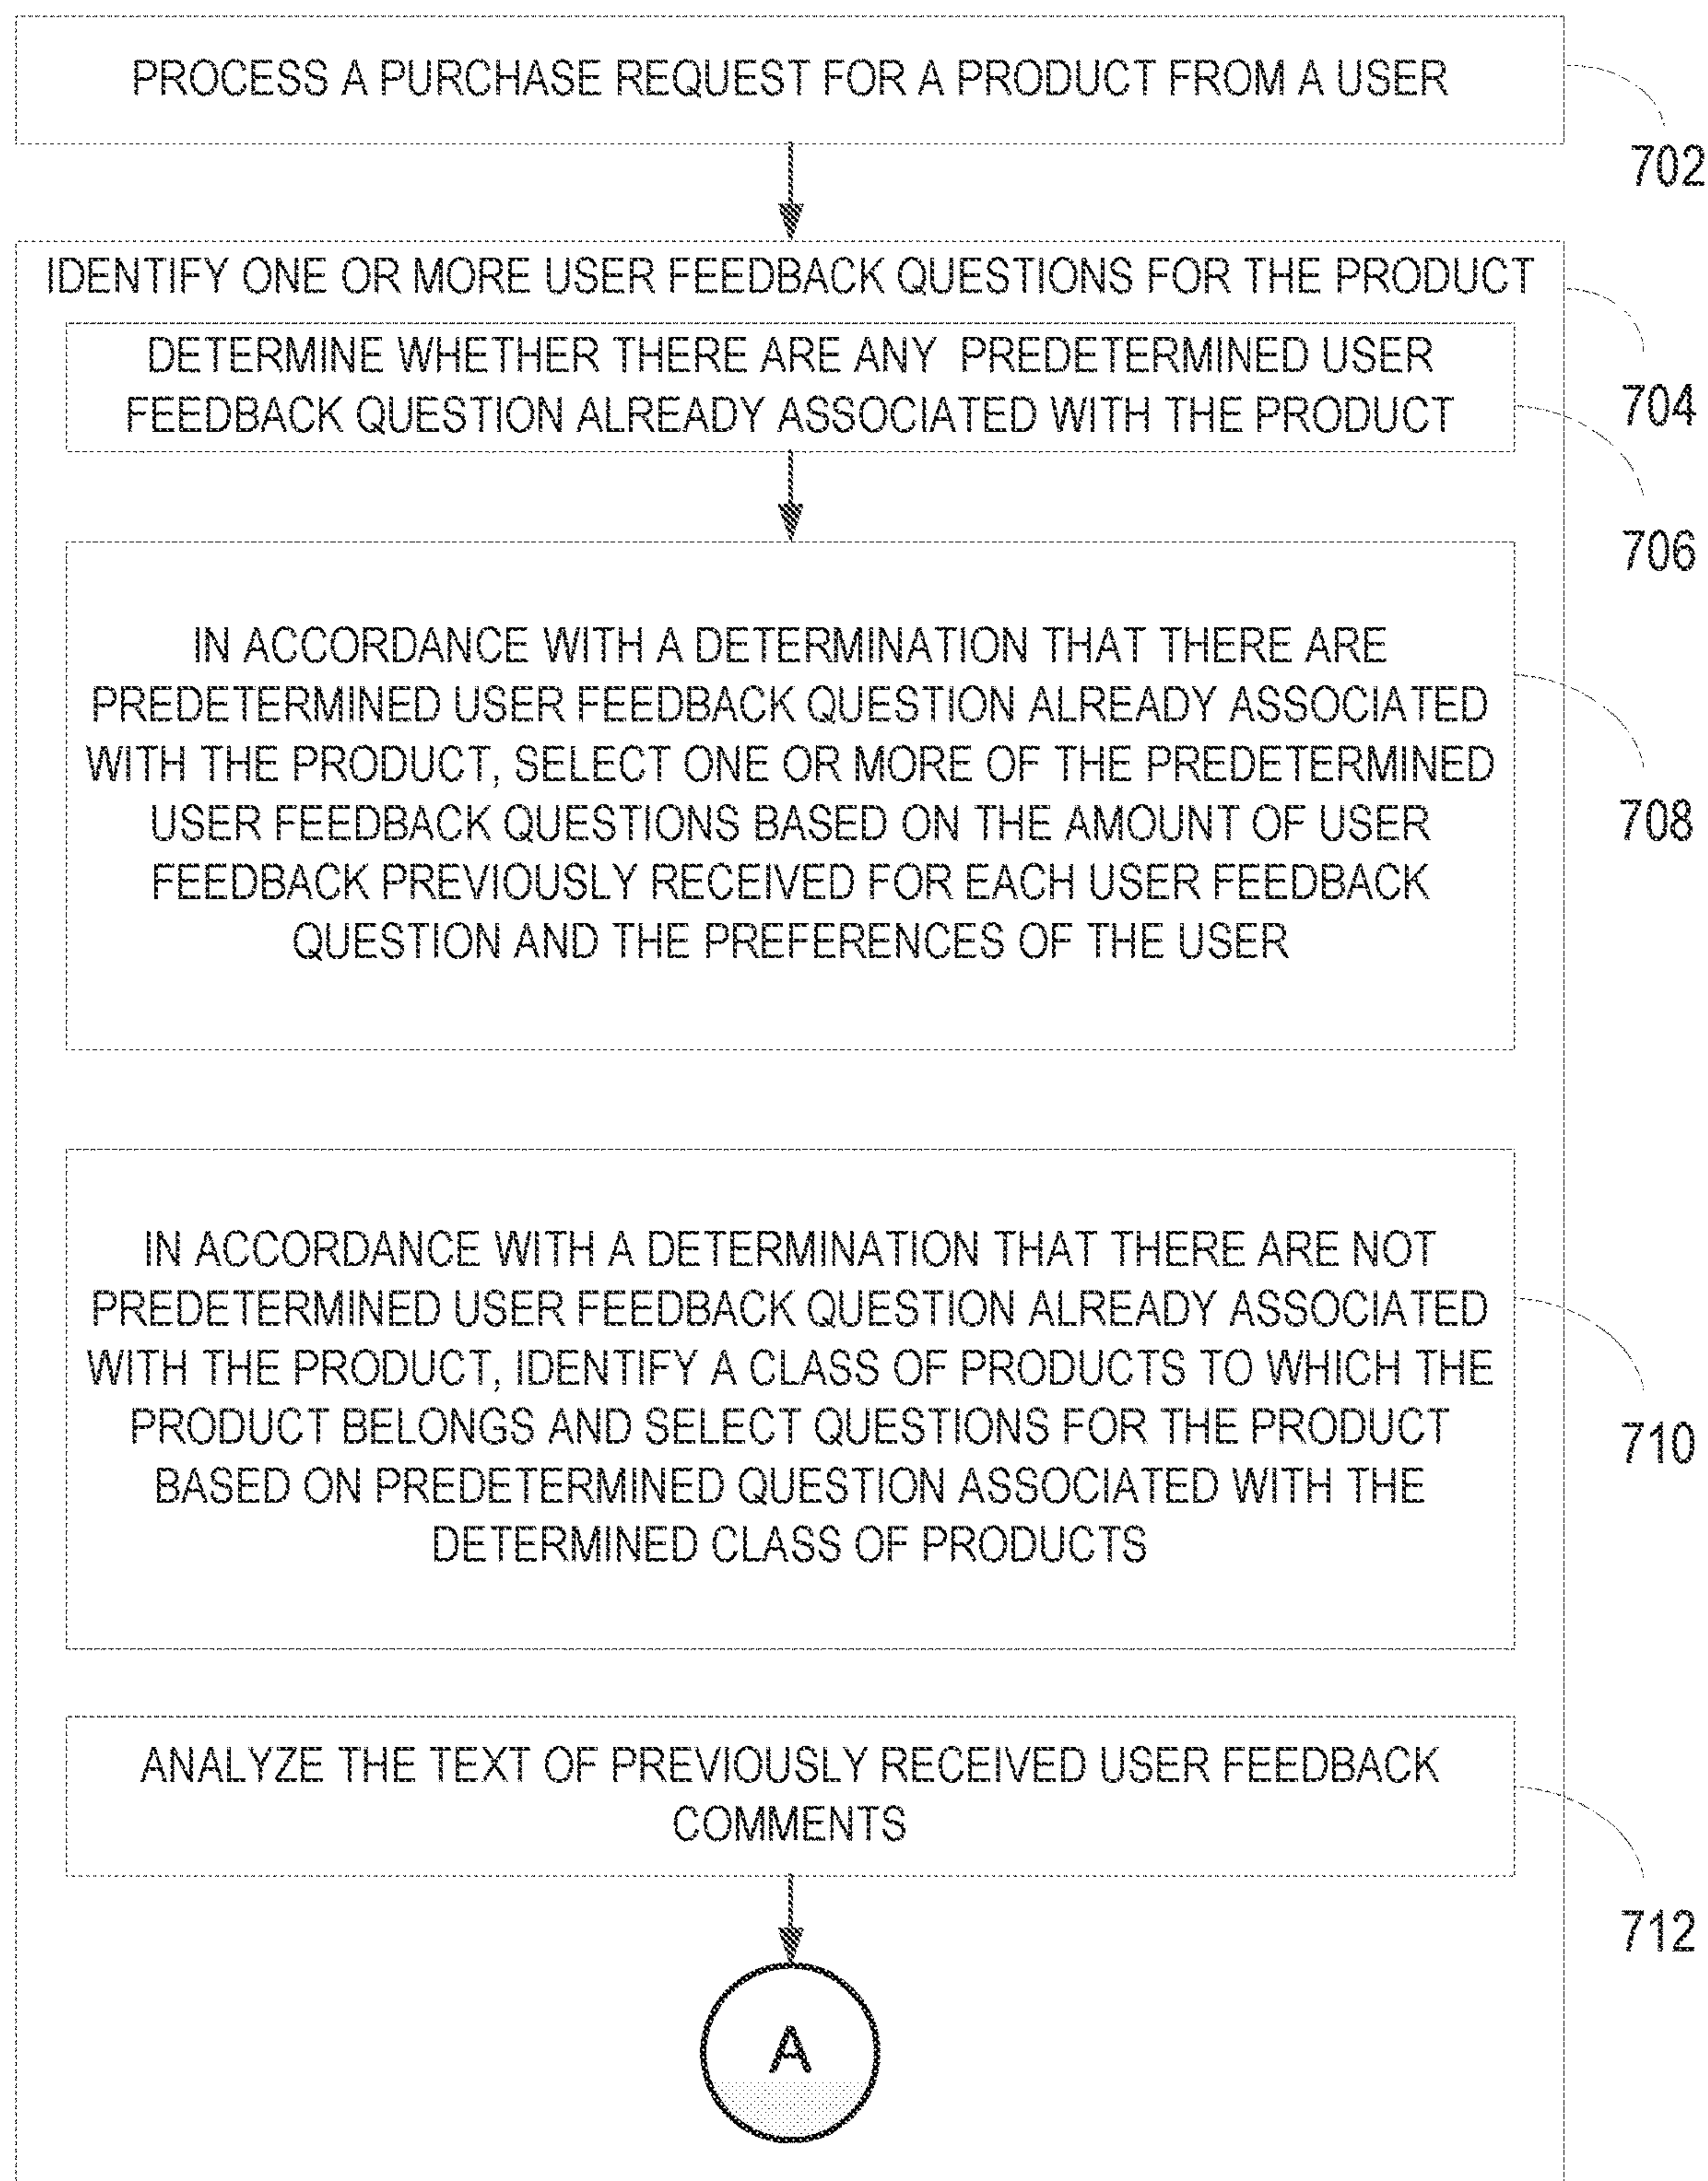 PROCESS A PURCHASE REQUEST FOR A PRODUCT FROM A USER
702
IDENTIFY ONE OR MORE USER FEEDBACK QUESTIONS FOR THE PRODUCT
704
DETERMINE WHETHER THERE ARE ANY PREDETERMINED USER
FEEDBACK QUESTION ALREADY ASSOCIATED WITH THE PRODUCT
706
IN ACCORDANCE WITH A DETERMINATION THAT THERE ARE
PREDETERMINED USER FEEDBACK QUESTION ALREADY ASSOCIATED
WITH THE PRODUCT, SELECT ONE OR MORE OF THE PREDETERMINED
USER FEEDBACK QUESTIONS BASED ON THE AMOUNT OF USER
FEEDBACK PREVIOUSLY RECEIVED FOR EACH USER FEEDBACK
QUESTION AND THE PREFERENCES OF THE USER
708
IN ACCORDANCE WITH A DETERMINATION THAT THERE ARE NOT
PREDETERMINED USER FEEDBACK QUESTION ALREADY ASSOCIATED
WITH THE PRODUCT, IDENTIFY A CLASS OF PRODUCTS TO WHICH THE
PRODUCT BELONGS AND SELECT QUESTIONS FOR THE PRODUCT
BASED ON PREDETERMINED QUESTION ASSOCIATED WITH THE
DETERMINED CLASS OF PRODUCTS
710
ANALYZE THE TEXT OF PREVIOUSLY RECEIVED USER FEEDBACK
COMMENTS
712
A